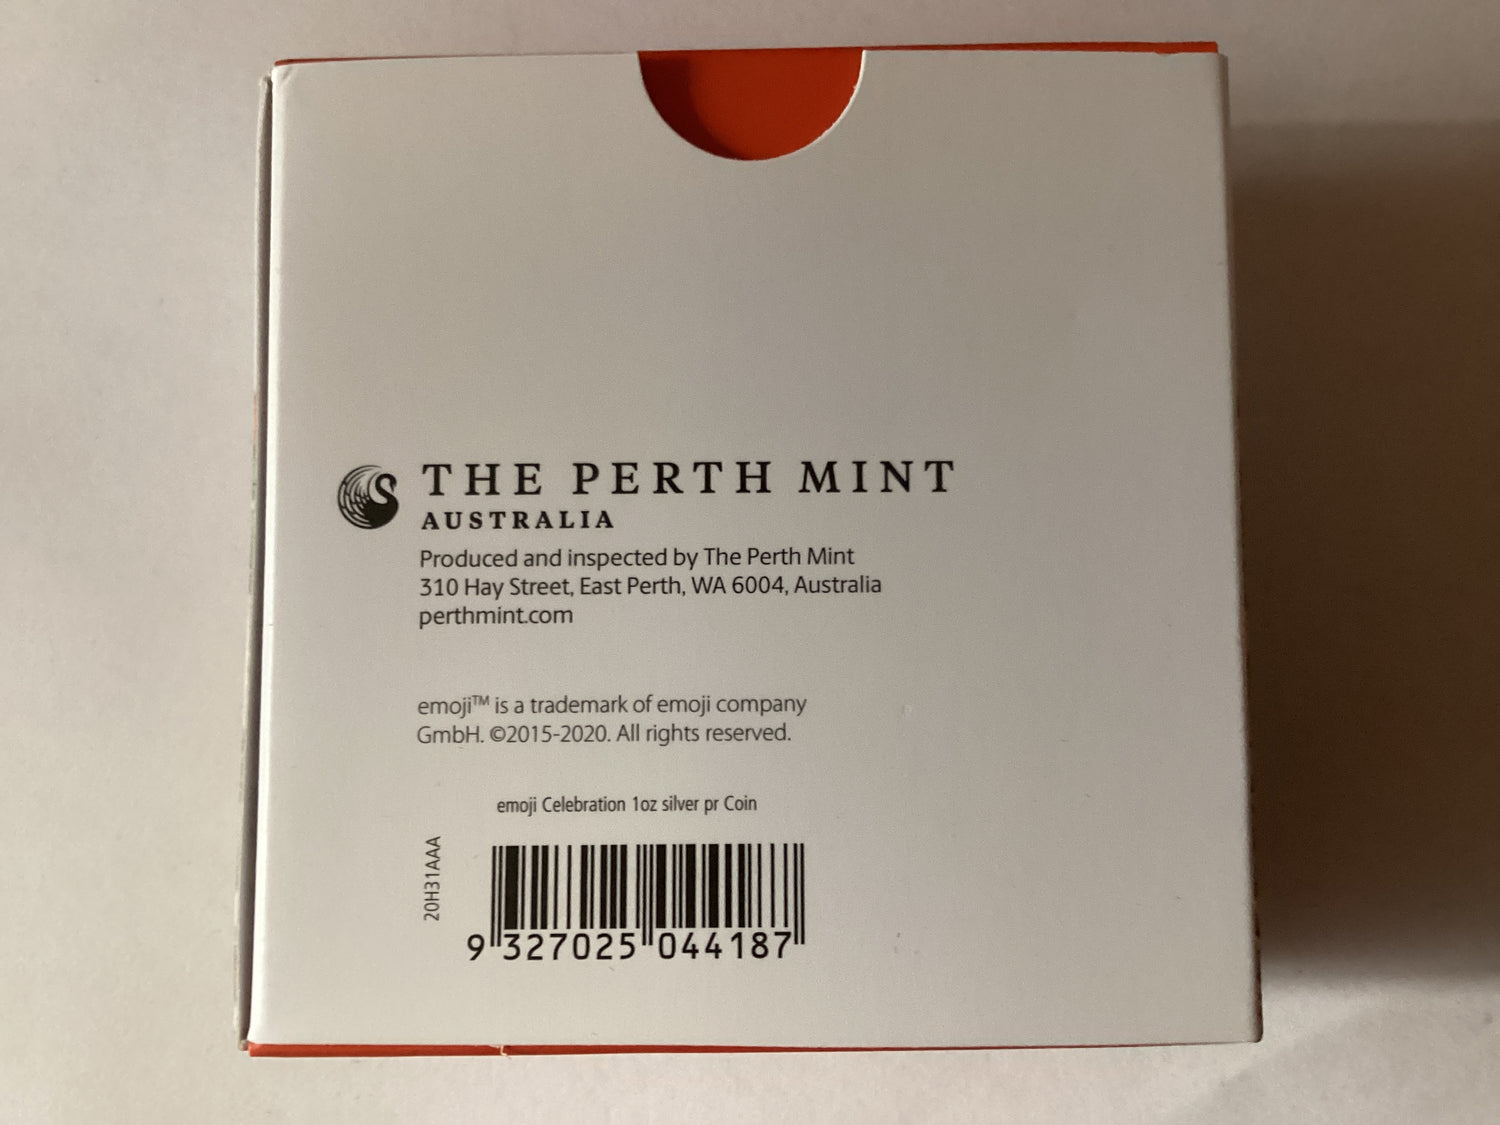 THE PERTH MINT
AUSTRALIA
Produced and inspected by The Perth Mint
310 Hay Street, East Perth, WA 6004, Australia
perthmint.com
emoji™ is a trademark of emoji company
GmbH. ©2015-2020. All rights reserved.
emoji Celebration 1oz silver pr Coin
20H31AAA
9 327025 044187